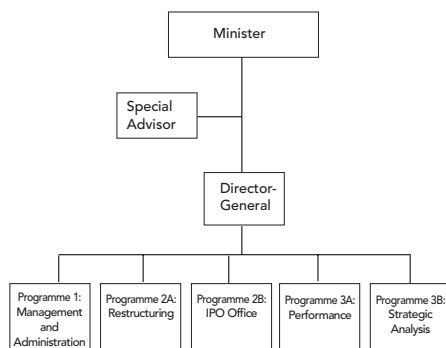 Minister
Special
Advisor
Director-
General
Programme 1:
Management
and
Administration
Programme 2A:
Restructuring
Programme 2B:
IPO Office
Programme 3A:
Performance
Programme 3B:
Strategic
Analysis